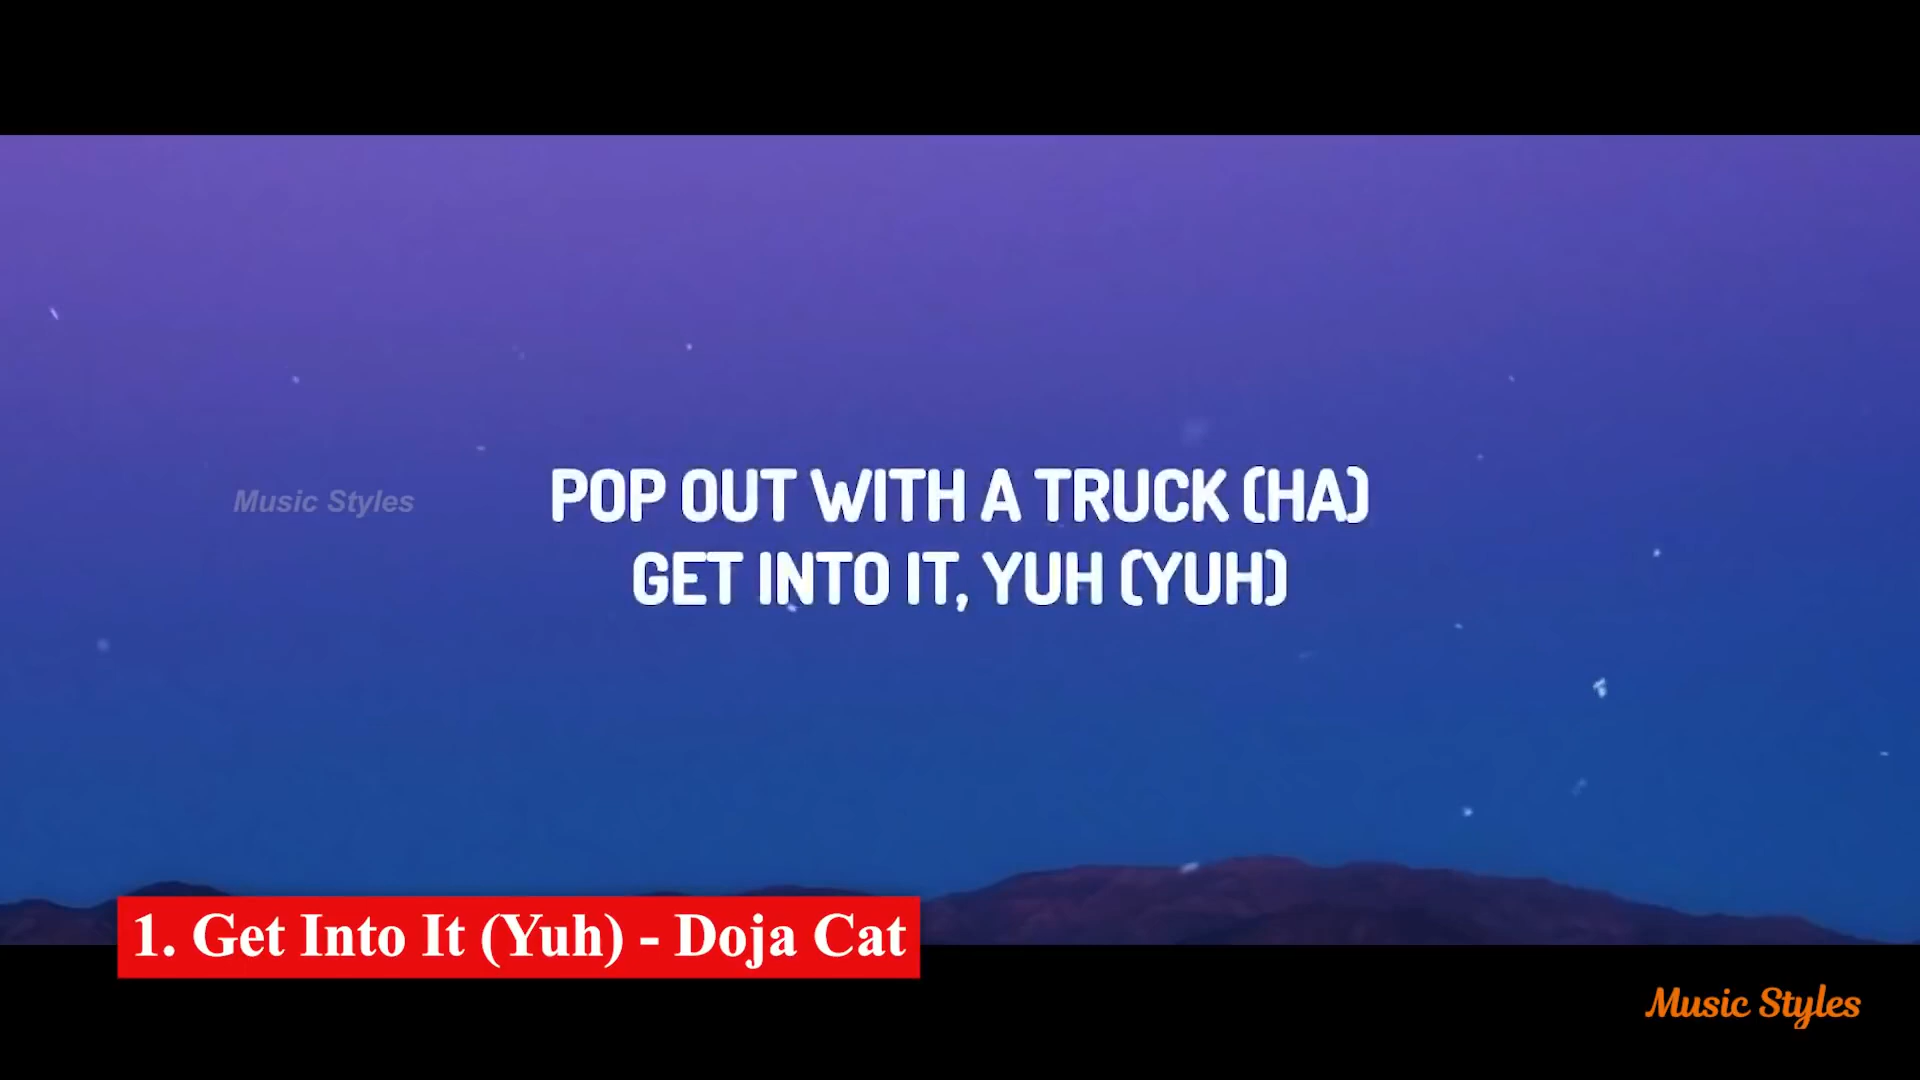 Music Styles
POP OUT WITH A TRUCK (HA)
GET INTO IT, YUH (YUH)
1. Get Into It (Yuh) - Doja Cat
Music Styles